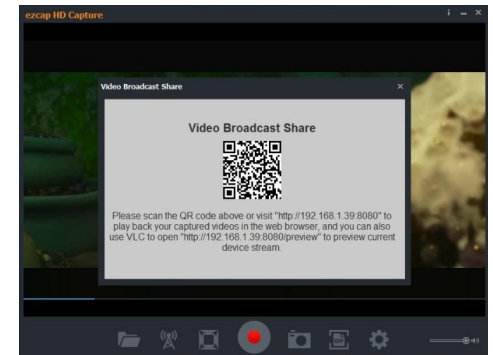 ezcap HD Capture
Video Broadcast Share
Video Broadcast Share
Please scan the QR code above or visit "http://192.168.1.39:8080" to
play back your captured videos in the web browser, and you can also
use VLC to open "http://192.168.1.39:8080/preview" to preview current
device stream.